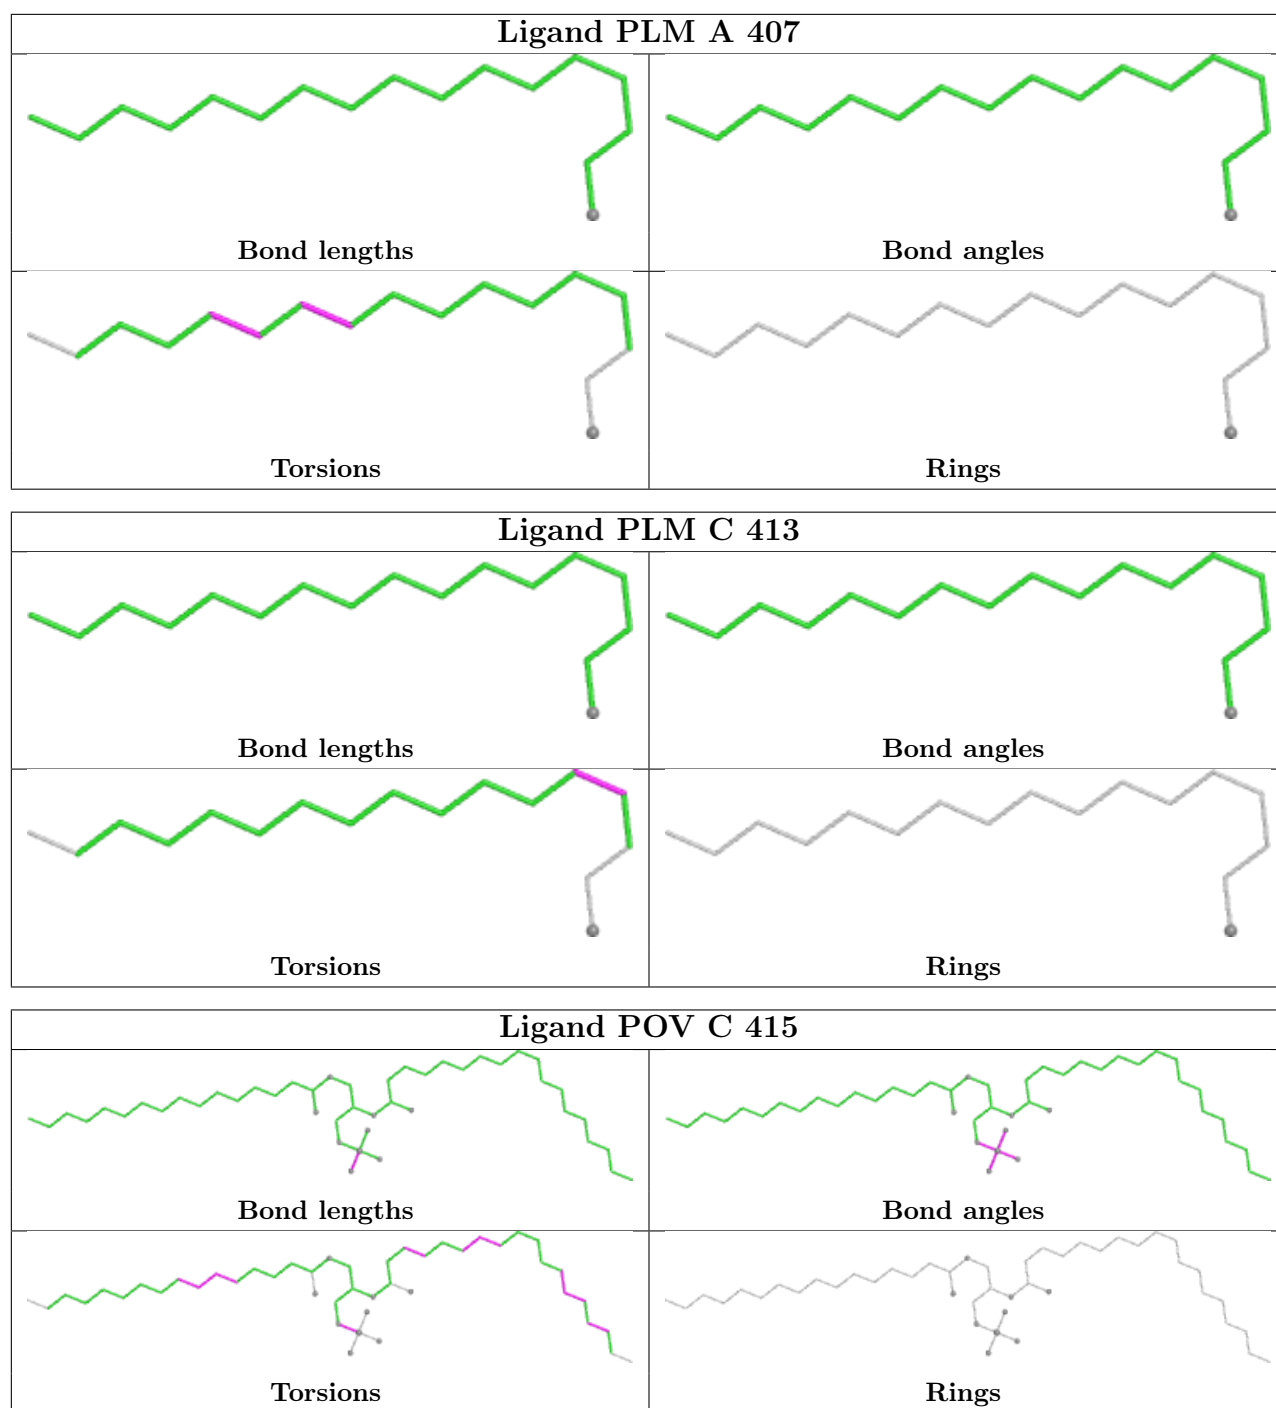 Ligand PLM A 407
Bond lengths
Bond angles
Torsions
Rings
Ligand PLM C 413
Bond lengths
Bond angles
Torsions
Rings
Ligand POV C 415
Bond lengths
Bond angles
Torsions
Rings